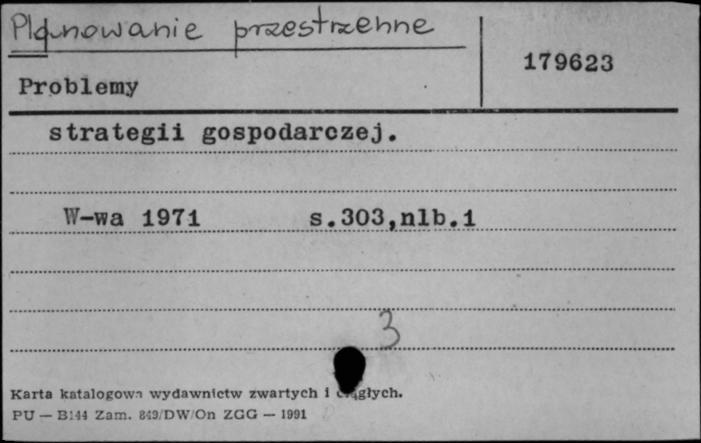 Planowanie przestrzenne
179623
Problemy
strategii gospodarczej.
W-wa 1971 s.303,nlb.1
3
Karta katalogowa wydawnictw zwartych i ciągłych.
PU — B144 Zam. 849/DW/On ZGG — 1991